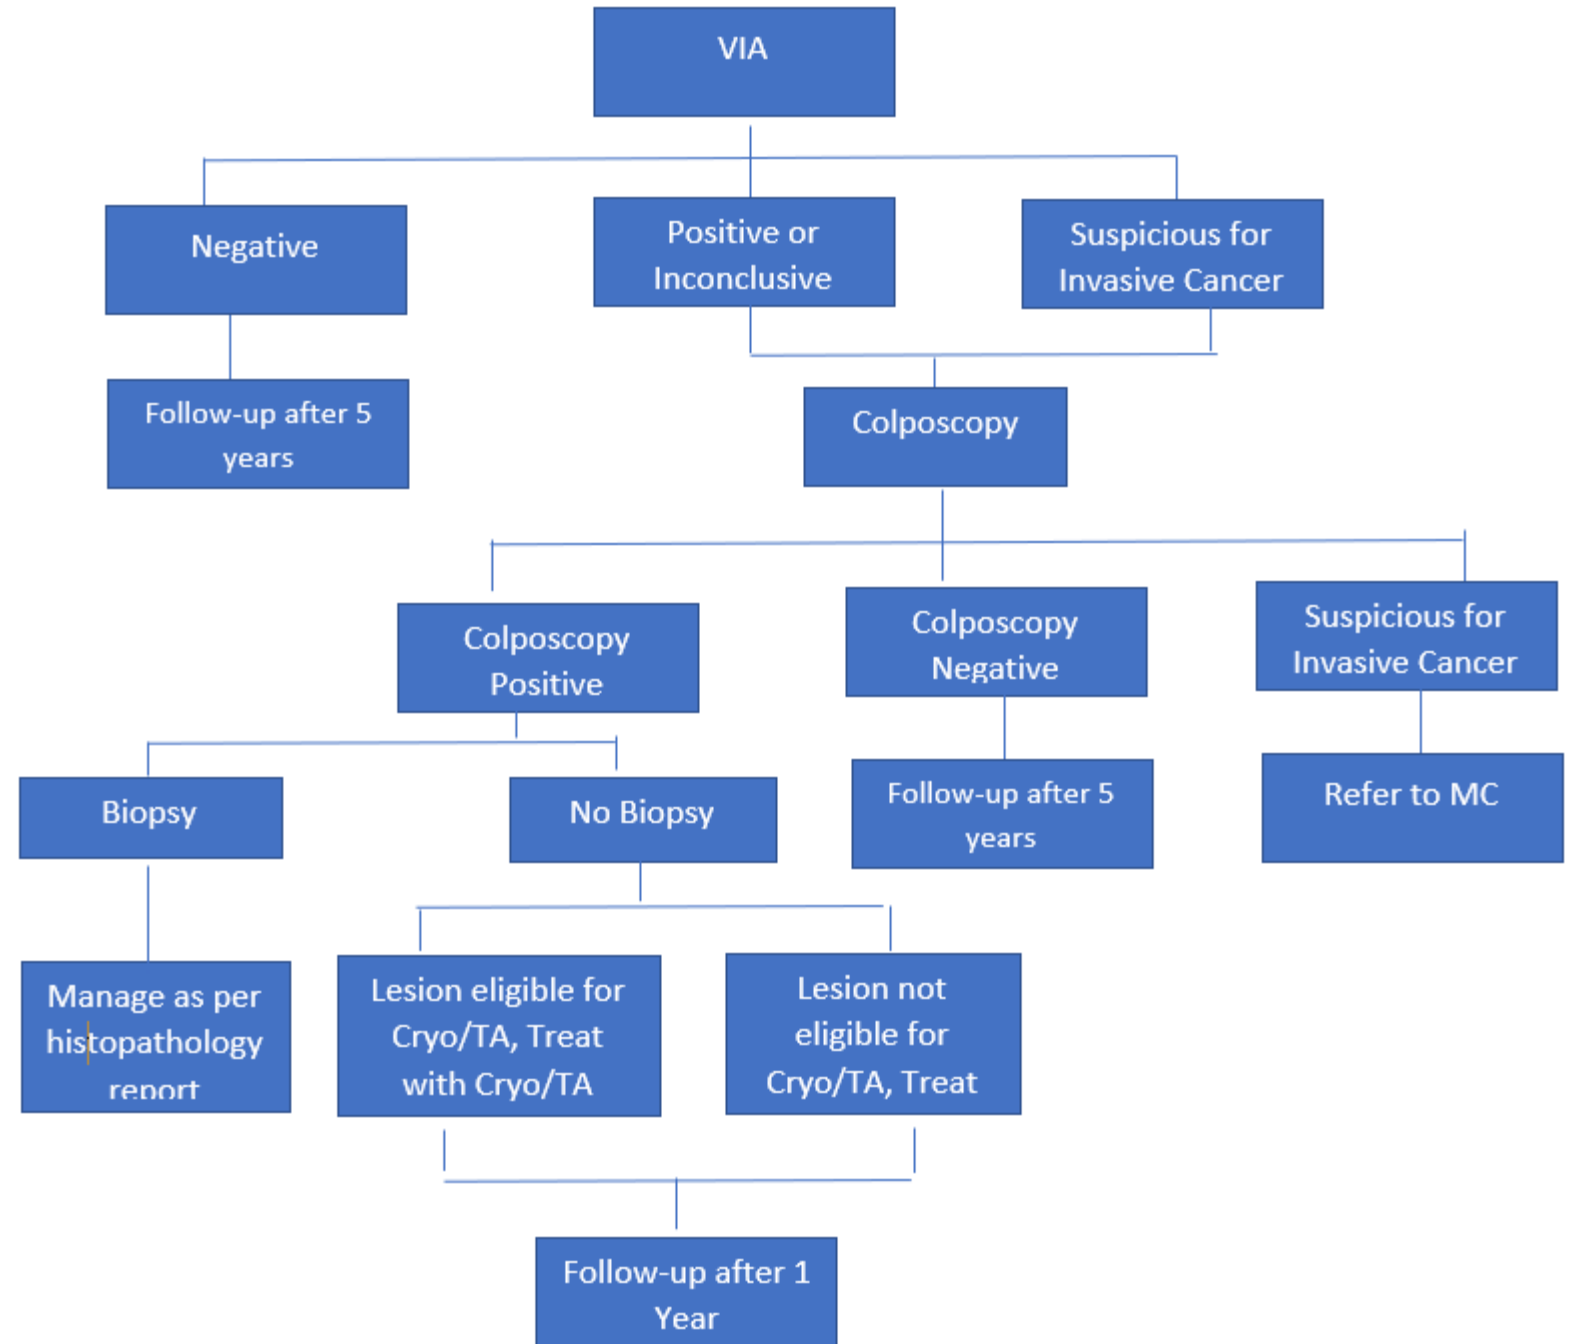 VIA
Negative
Positive or
Inconclusive
Suspicious for
Invasive Cancer
Follow-up after 5
years
Colposcopy
Colposcopy
Positive
Colposcopy
Negative
Suspicious for
Invasive Cancer
Biopsy
No Biopsy
Follow-up after 5
years
Refer to MC
Manage as per
histopathology
report
Lesion eligible for
Cryo/TA, Treat
with Cryo/TA
Lesion not
eligible for
Cryo/TA, Treat
Follow-up after 1
Year